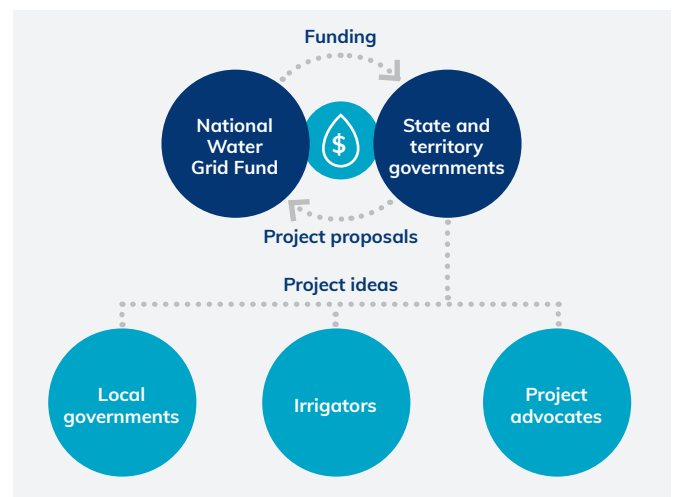 Funding
National
Water
Grid Fund
$
State and
territory
governments
Project proposals
Project ideas
Local
governments
Irrigators
Project
advocates